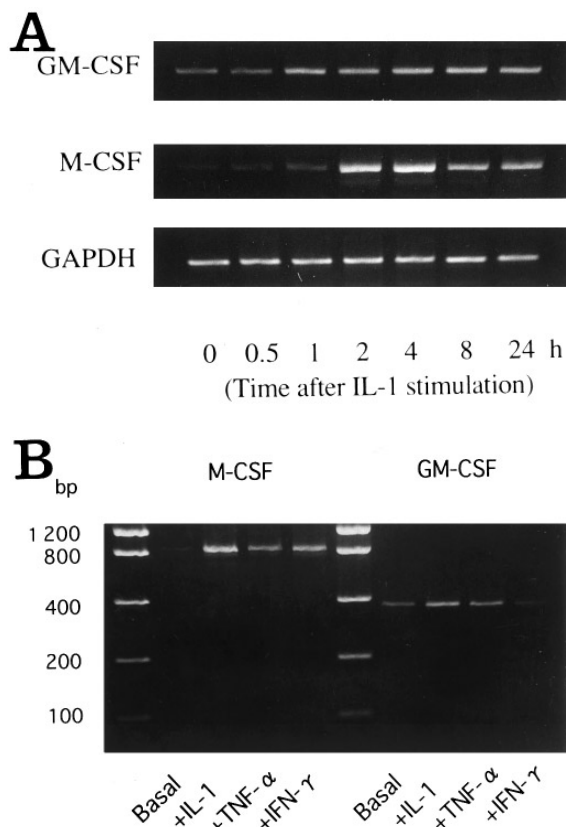 A
GM-CSF
M-CSF
GAPDH
0 0.5 1 2 4 8 24 h
(Time after IL-1 stimulation)
B
bp
M-CSF GM-CSF
1 200
800
400
200
100
Basal +IL-1 +TNF-α +IFN-γ Basal +IL-1 +TNF-α +IFN-γ